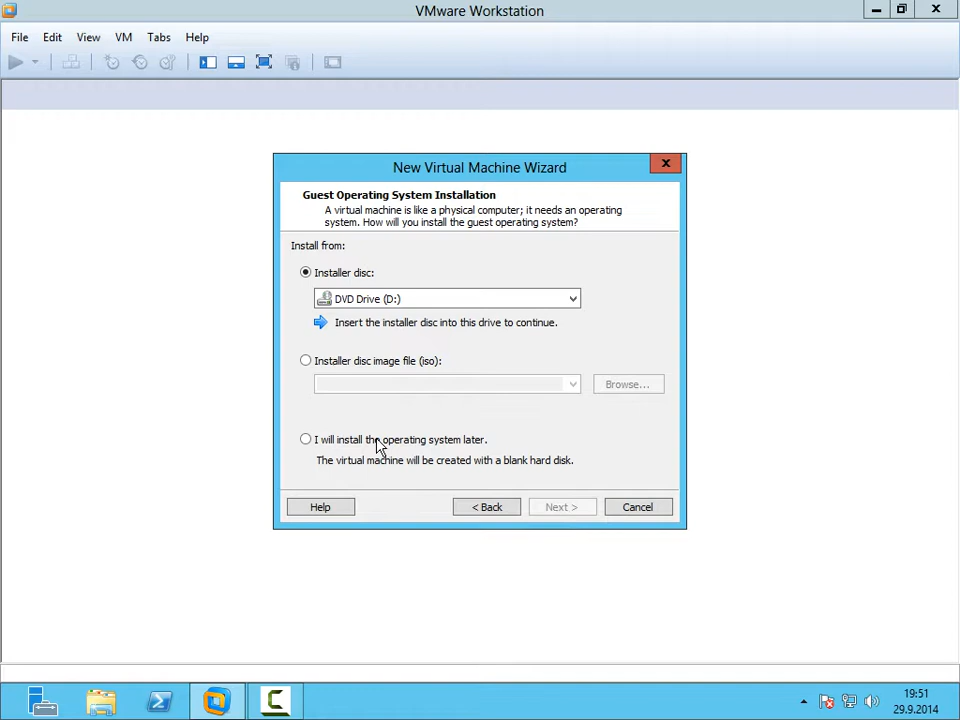 VMware Workstation
File Edit View VM Tabs Help
New Virtual Machine Wizard
x
Guest Operating System Installation
A virtual machine is like a physical computer; it needs an operating
system. How will you install the guest operating system?
Install from:
Installer disc:
DVD Drive (D:)
Insert the installer disc into this drive to continue.
Installer disc image file (iso):
Browse...
I will install the operating system later.
The virtual machine will be created with a blank hard disk.
Help < Back Next > Cancel
19:51
29.9.2014